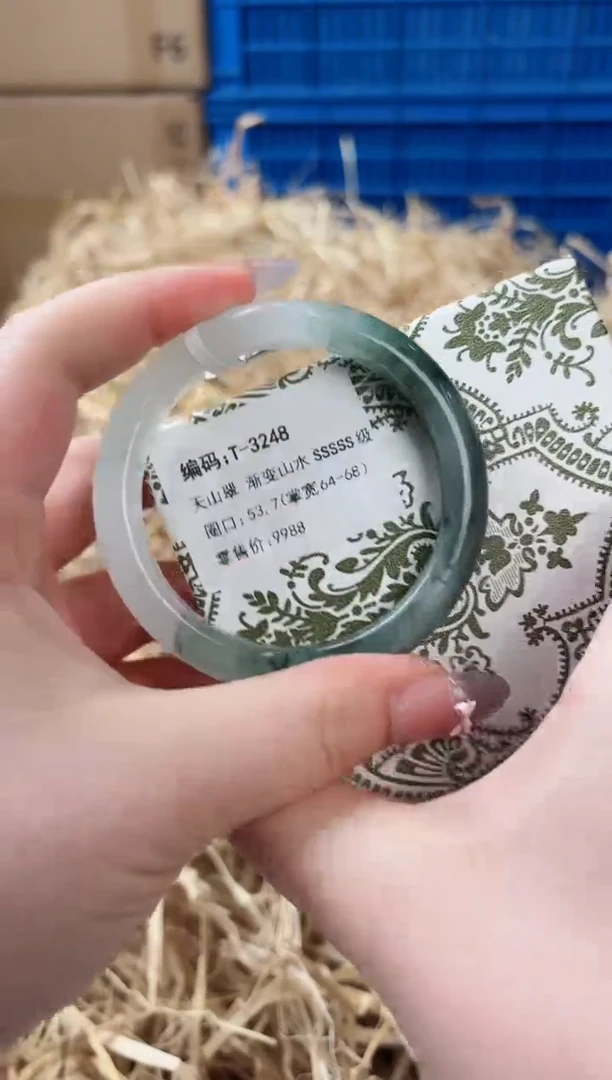 F6
编码:T-3248
天山翠 渐变山水 SSSSS级
圈口:53.7(掌宽64-68)
零售价:9988